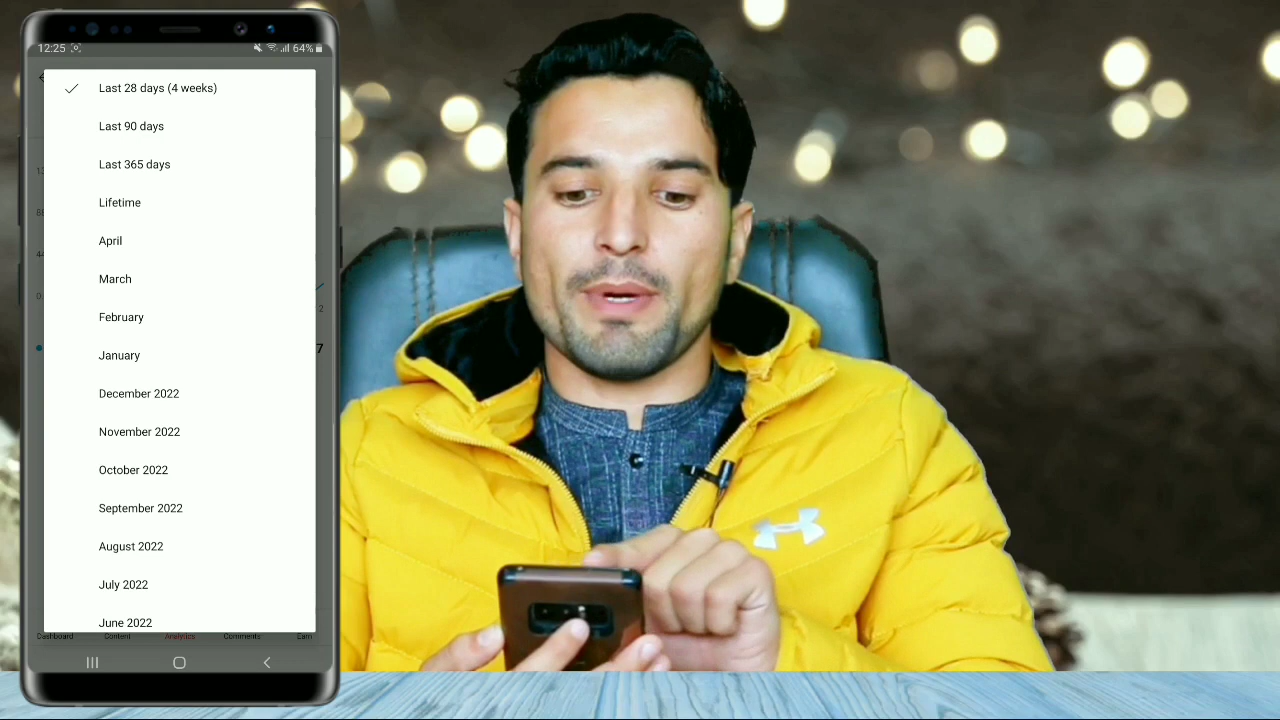 12:25
64%
Last 28 days (4 weeks)
Last 90 days
Last 365 days
Lifetime
April
March
February
January
December 2022
November 2022
October 2022
September 2022
August 2022
July 2022
June 2022
7
Dashboard Content Analytics Comments Earn